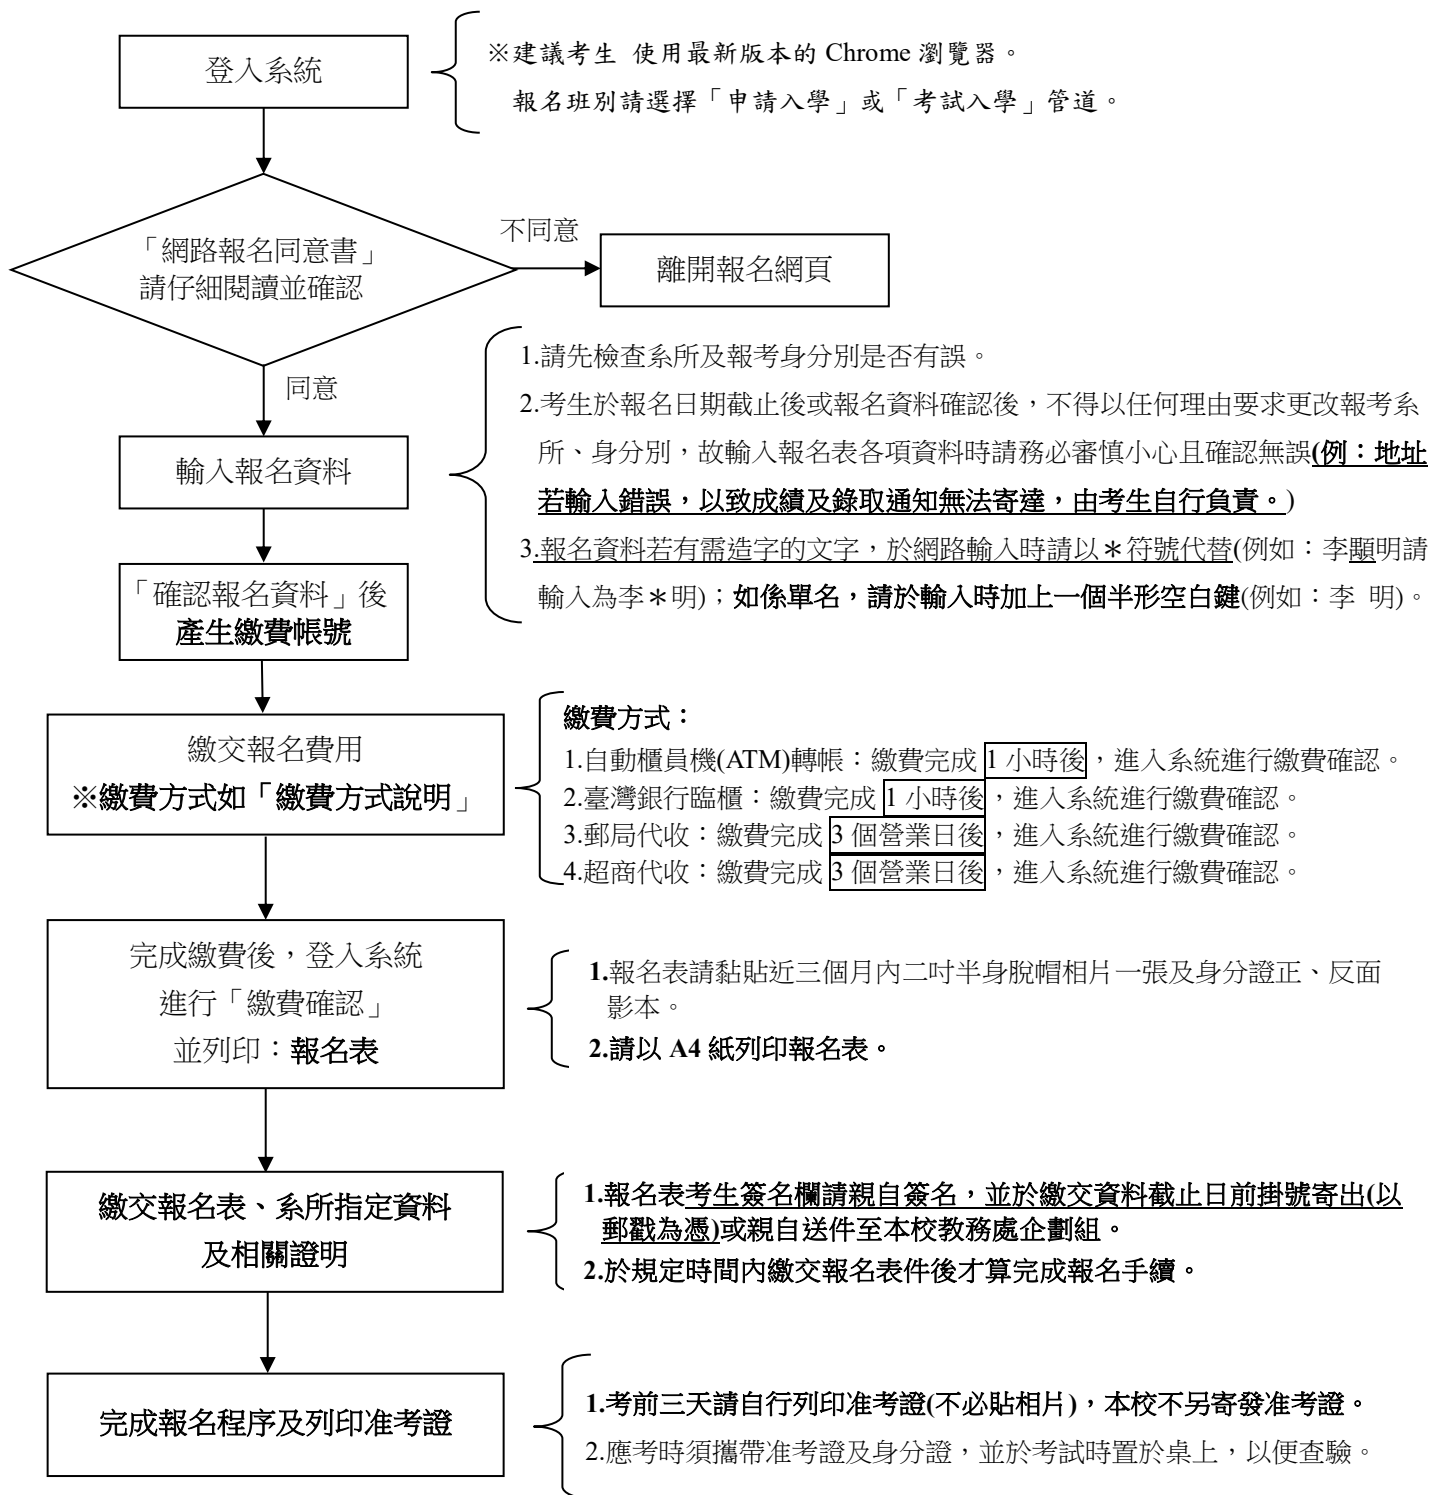 登入系統
※建議考生 使用最新版本的 Chrome 瀏覽器。
報名班別請選擇「申請入學」或「考試入學」管道。
「網路報名同意書」
請仔細閱讀並確認
不同意
離開報名網頁
同意
輸入報名資料
1.請先檢查系所及報考身分別是否有誤。
2.考生於報名日期截止後或報名資料確認後，不得以任何理由要求更改報考系
所、身分別，故輸入報名表各項資料時請務必審慎小心且確認無誤(例：地址
若輸入錯誤，以致成績及錄取通知無法寄達，由考生自行負責。)
3.報名資料若有需造字的文字，於網路輸入時請以＊符號代替(例如：李顒明請
輸入為李＊明)；如係單名，請於輸入時加上一個半形空白鍵(例如：李 明)。
「確認報名資料」後
產生繳費帳號
繳交報名費用
※繳費方式如「繳費方式說明」
繳費方式：
1.自動櫃員機(ATM)轉帳：繳費完成 1 小時後，進入系統進行繳費確認。
2.臺灣銀行臨櫃：繳費完成 1 小時後，進入系統進行繳費確認。
3.郵局代收：繳費完成 3 個營業日後，進入系統進行繳費確認。
4.超商代收：繳費完成 3 個營業日後，進入系統進行繳費確認。
完成繳費後，登入系統
進行「繳費確認」
並列印：報名表
1.報名表請黏貼近三個月內二吋半身脫帽相片一張及身分證正、反面
影本。
2.請以 A4 紙列印報名表。
繳交報名表、系所指定資料
及相關證明
1.報名表考生簽名欄請親自簽名，並於繳交資料截止日前掛號寄出(以
郵戳為憑)或親自送件至本校教務處企劃組。
2.於規定時間內繳交報名表件後才算完成報名手續。
完成報名程序及列印准考證
1.考前三天請自行列印准考證(不必貼相片)，本校不另寄發准考證。
2.應考時須攜帶准考證及身分證，並於考試時置於桌上，以便查驗。